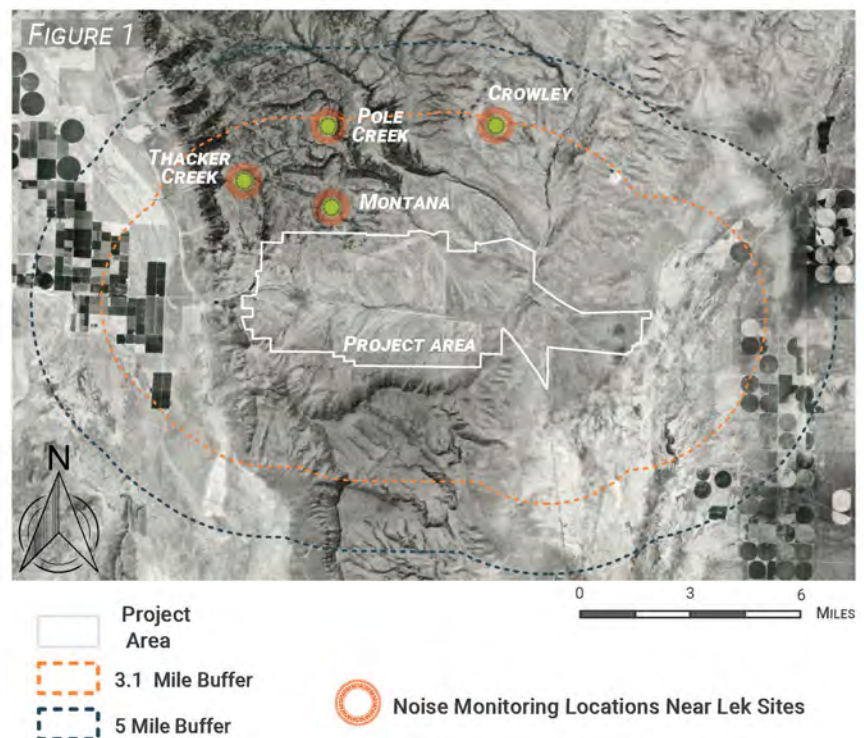 FIGURE 1
CROWLEY
POLE
CREEK
THACKER
CREEK
MONTANA
PROJECT AREA
N
0 3 6
MILES
Project
Area
3.1 Mile Buffer
5 Mile Buffer
Noise Monitoring Locations Near Lek Sites